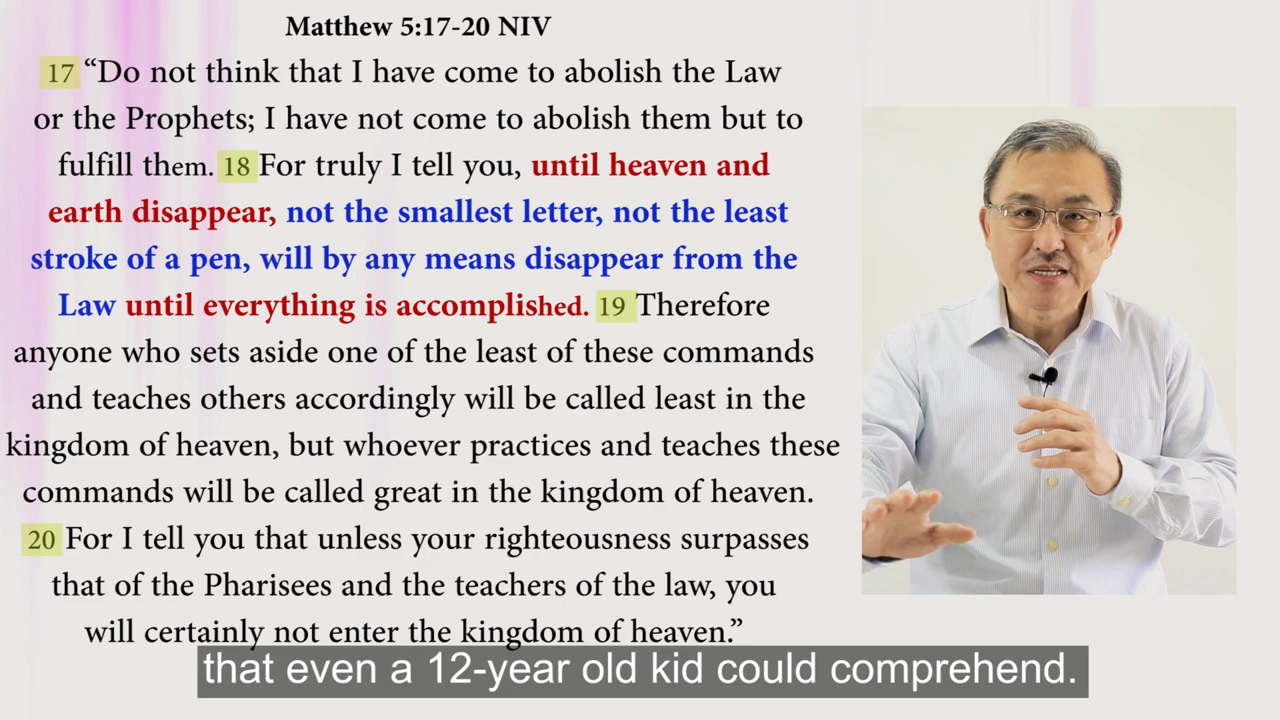 Matthew 5:17-20 NIV
17 “Do not think that I have come to abolish the Law
or the Prophets; I have not come to abolish them but to
fulfill them. 18 For truly I tell you, until heaven and
earth disappear, not the smallest letter, not the least
stroke of a pen, will by any means disappear from the
Law until everything is accomplished. 19 Therefore
anyone who sets aside one of the least of these commands
and teaches others accordingly will be called least in the
kingdom of heaven, but whoever practices and teaches these
commands will be called great in the kingdom of heaven.
20 For I tell you that unless your righteousness surpasses
that of the Pharisees and the teachers of the law, you
will certainly not enter the kingdom of heaven.”
that even a 12-year old kid could comprehend.